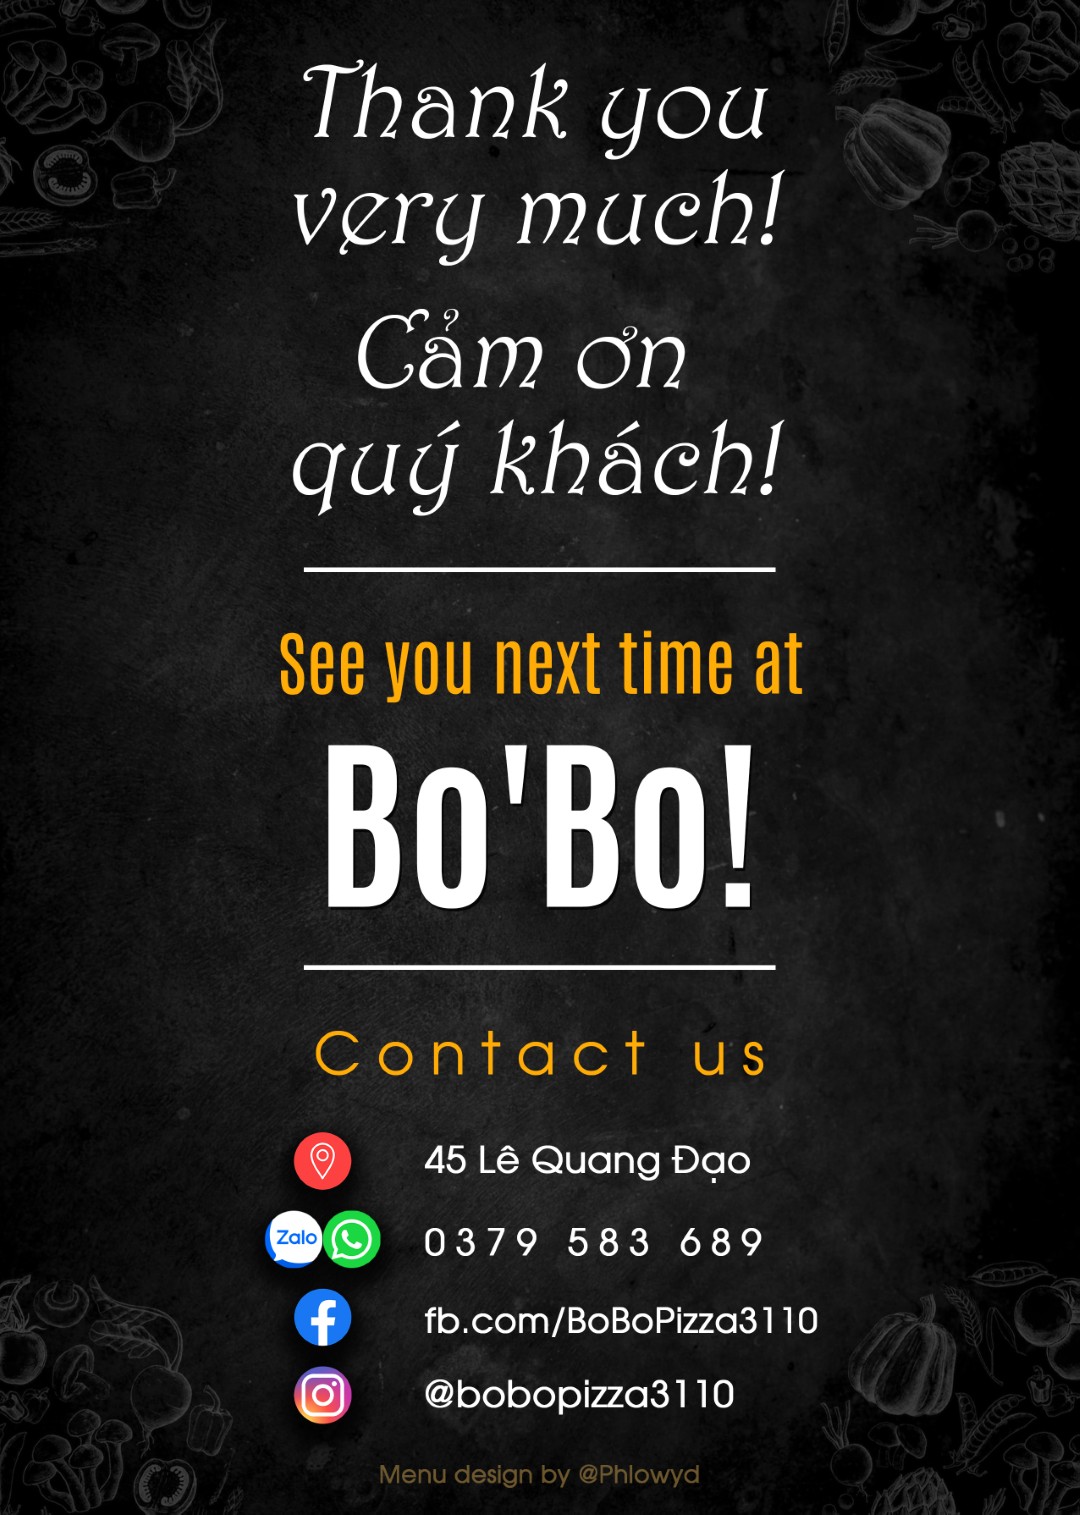 Thank you
very much!
Cảm ơn
quý khách!
See you next time at
Bo'Bo!
Contact us
45 Lê Quang Đạo
Zalo
0379 583 689
fb.com/BoBoPizza3110
@bobopizza3110
Menu design by @Phlowyd